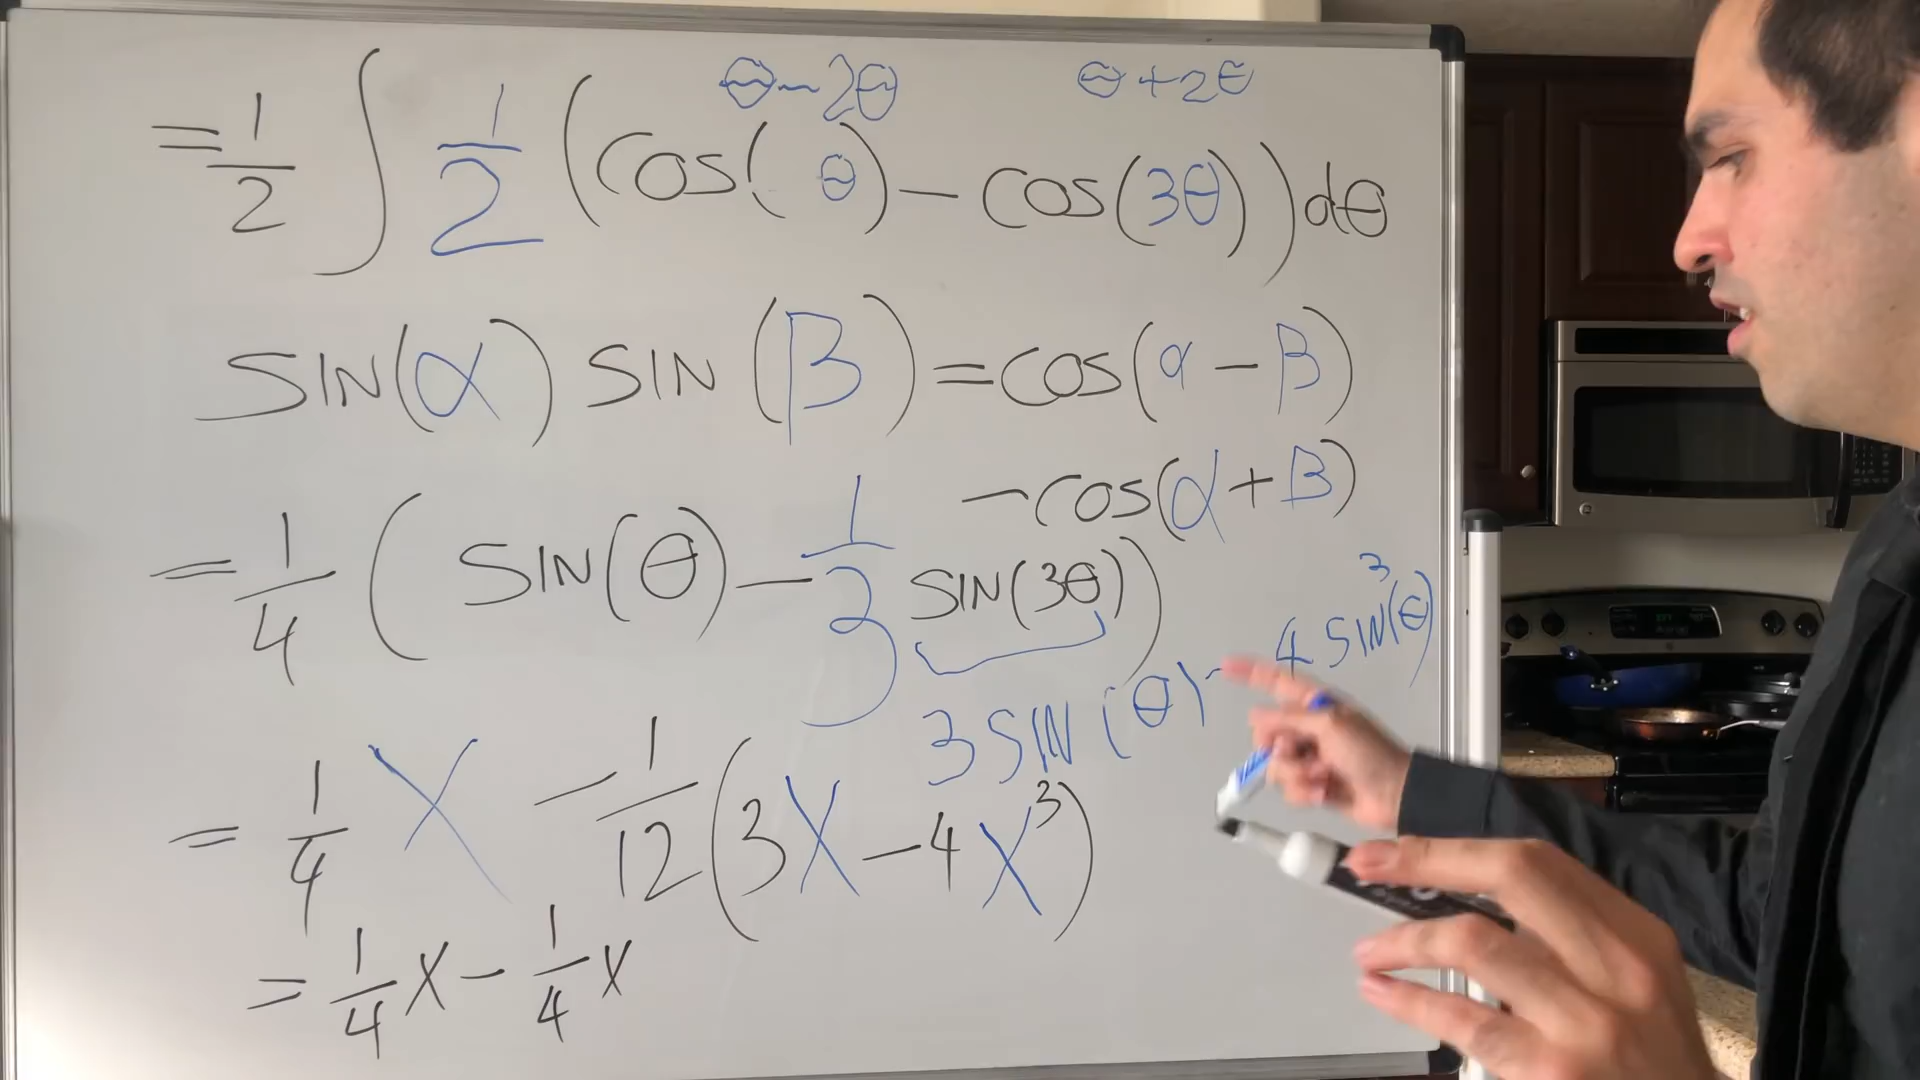 θ-2θ θ+2θ
= 1/2 ∫ 1/2 (cos(θ) - cos(3θ)) dθ
SIN(α) SIN(β) = cos(α - β)
- cos(α + β)
= 1/4 ( SIN(θ) - 1/3 SIN(3θ))
3 SIN(θ) - 4 SIN³(θ)
= 1/4 X - 1/12 (3X - 4X³)
= 1/4 X - 1/4 X